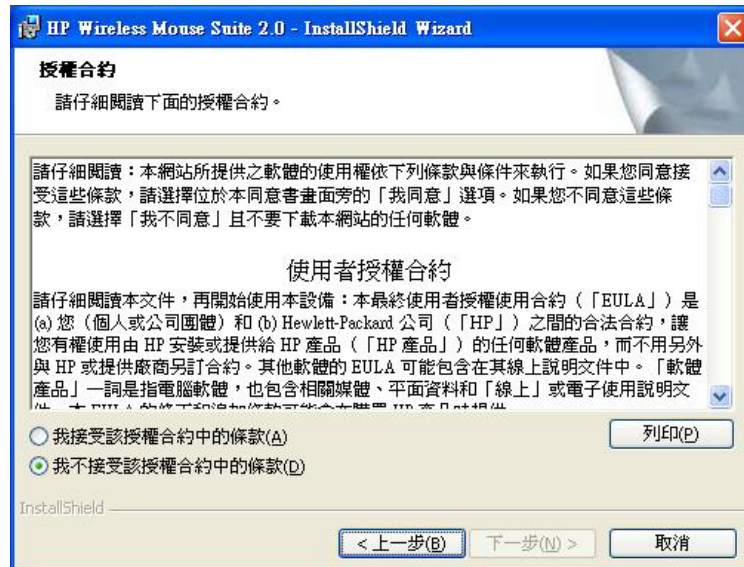 HP Wireless Mouse Suite 2.0 - InstallShield Wizard
授權合約
請仔細閱讀下面的授權合約。
請仔細閱讀：本網站所提供之軟體的使用權依下列條款與條件來執行。如果您同意接
受這些條款，請選擇位於本同意書畫面旁的「我同意」選項。如果您不同意這些條
款，請選擇「我不同意」且不要下載本網站的任何軟體。
使用者授權合約
請仔細閱讀本文件，再開始使用本設備：本最終使用者授權使用合約（「EULA」）是
(a) 您（個人或公司團體）和 (b) Hewlett-Packard 公司（「HP」）之間的合法合約，讓
您有權使用由 HP 安裝或提供給 HP 產品（「HP 產品」）的任何軟體產品，而不用另外
與 HP 或提供廠商另訂合約。其他軟體的 EULA 可能包含在其線上說明文件中。「軟體
產品」一詞是指電腦軟體，也包含相關媒體、平面資料和「線上」或電子使用說明文
我接受該授權合約中的條款(A)
列印(P)
我不接受該授權合約中的條款(D)
InstallShield
< 上一步(B)
下一步(N) >
取消